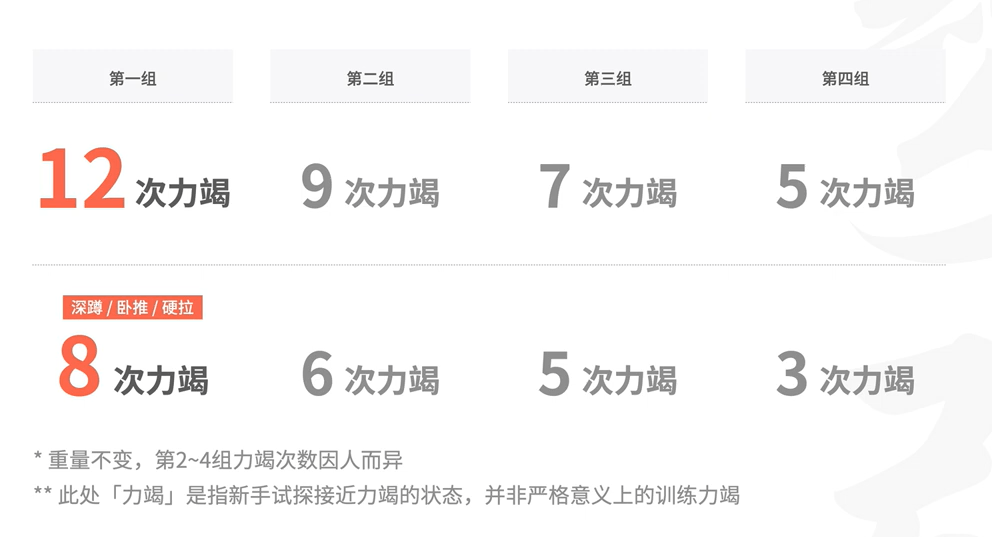 第一组 第二组 第三组 第四组
12 次力竭 9 次力竭 7 次力竭 5 次力竭
深蹲 / 卧推 / 硬拉
8 次力竭 6 次力竭 5 次力竭 3 次力竭
* 重量不变，第2~4组力竭次数因人而异
** 此处「力竭」是指新手试探接近力竭的状态，并非严格意义上的训练力竭